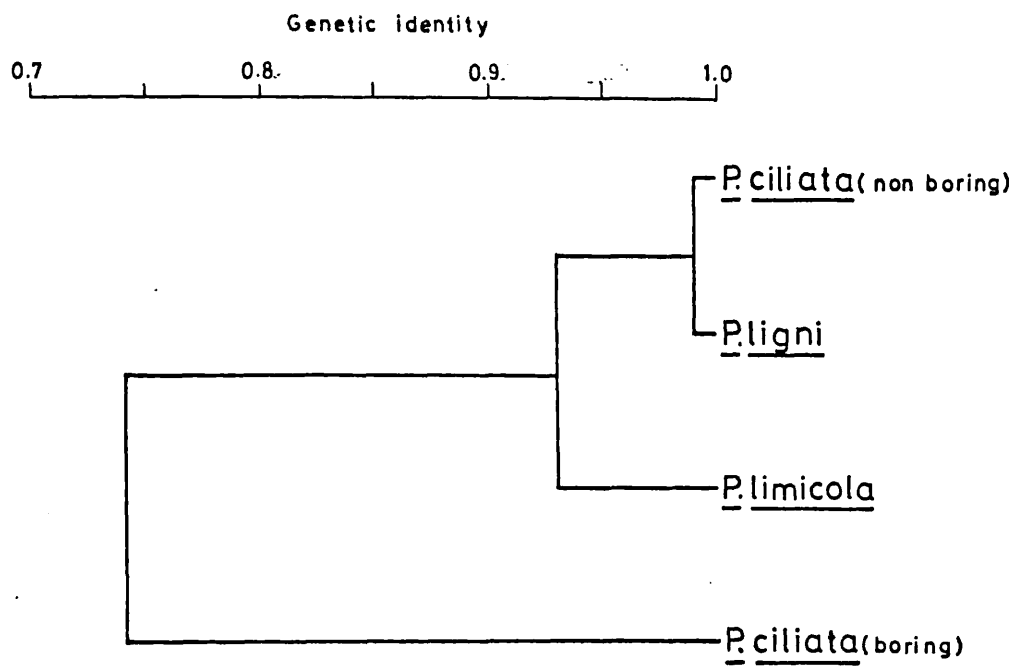 Genetic identity
0.7 0.8 0.9 1.0
P. ciliata (non boring)
P. ligni
P. limicola
P. ciliata (boring)